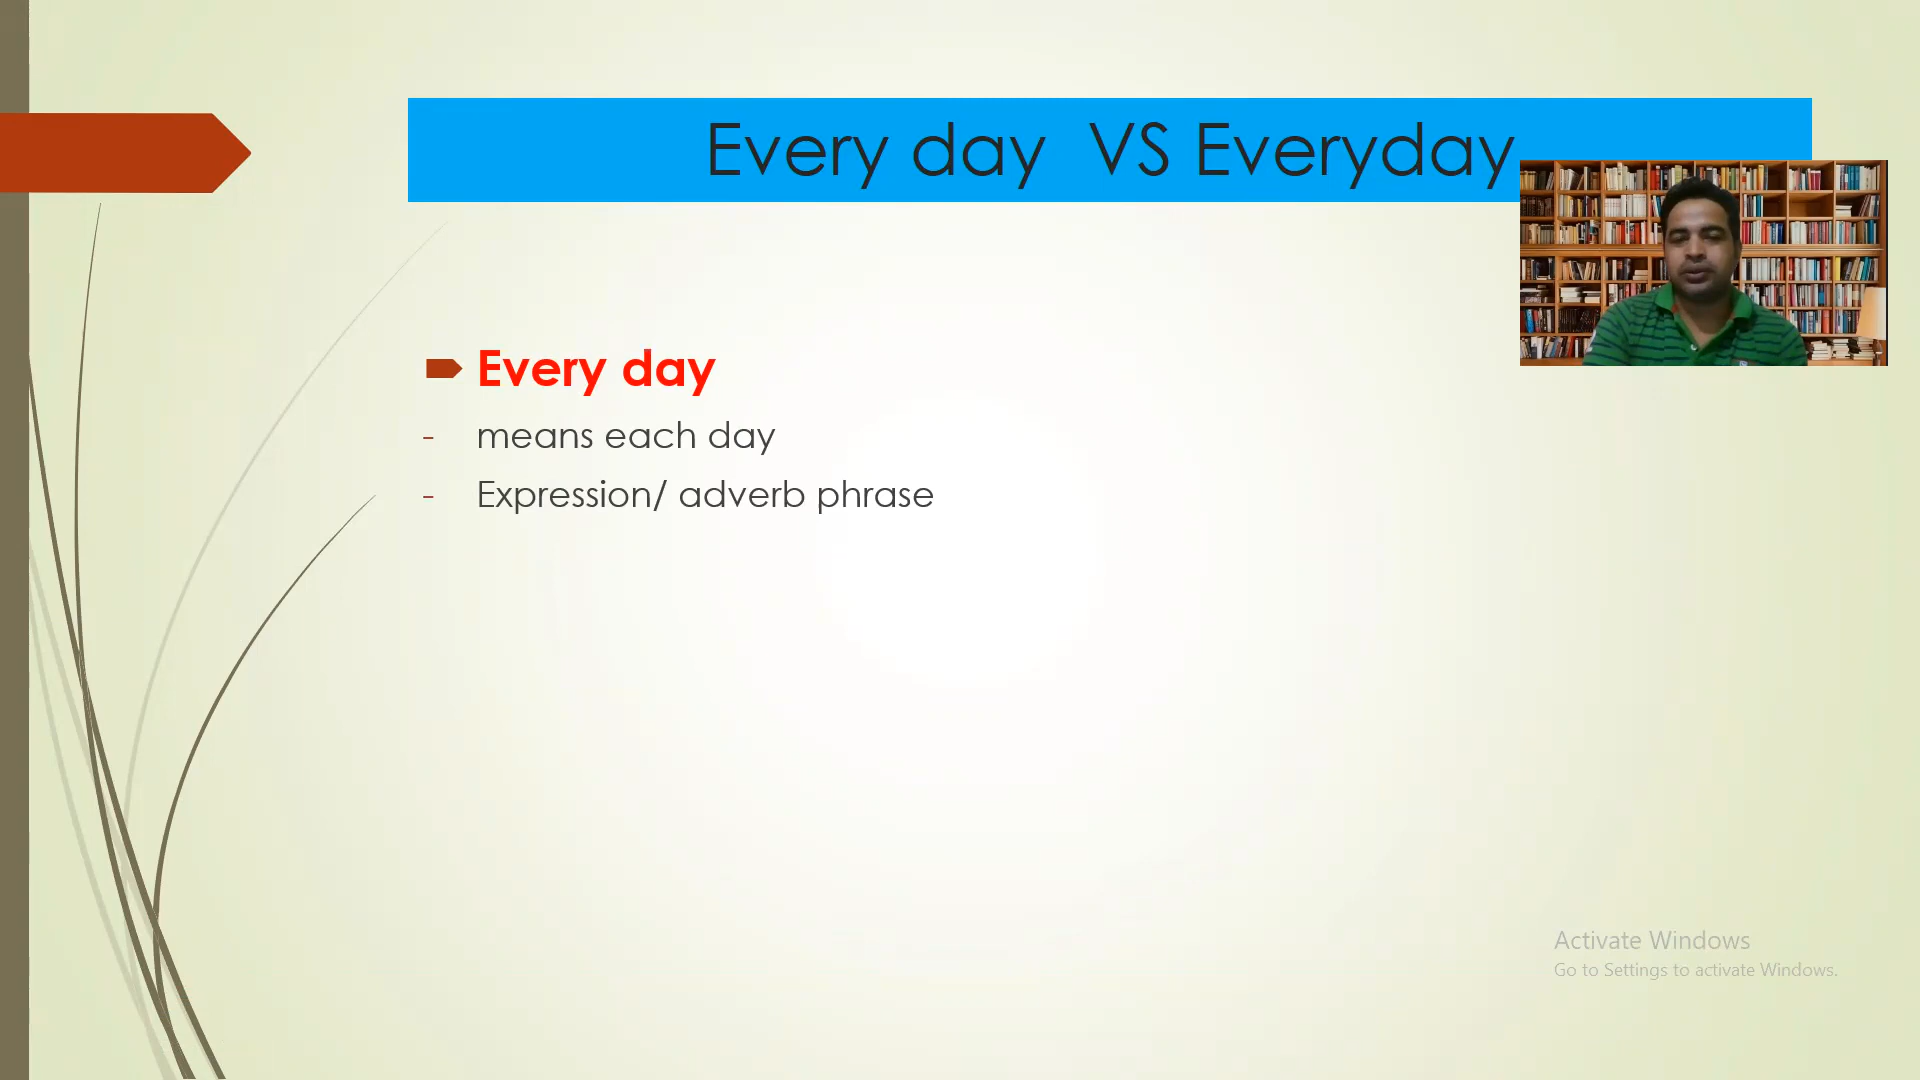 Every day  VS Everyday
Every day
- means each day
- Expression/ adverb phrase
Activate Windows
Go to Settings to activate Windows.